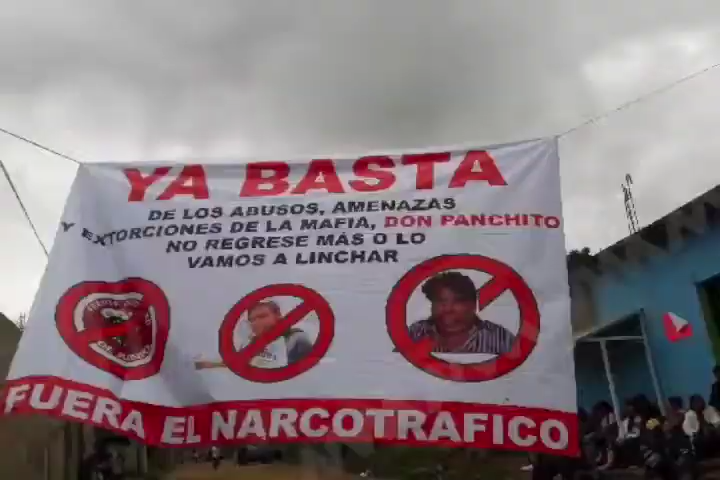 YA BASTA
DE LOS ABUSOS, AMENAZAS
Y EXTORCIONES DE LA MAFIA, DON PANCHITO
NO REGRESE MÁS O LO
VAMOS A LINCHAR
FUERA EL NARCOTRAFICO